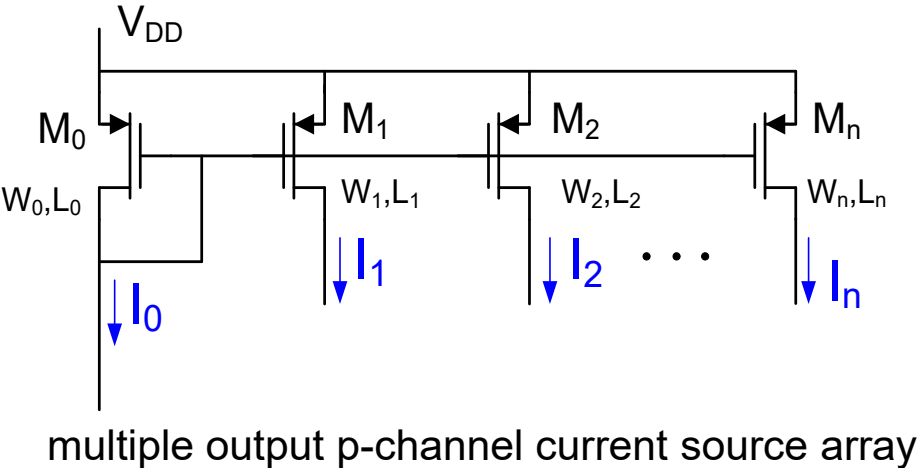 V_DD
M₀ M₁ M₂ Mₙ
W₀,L₀ W₁,L₁ W₂,L₂ Wₙ,Lₙ
I₀ I₁ I₂ • • • Iₙ
multiple output p-channel current source array